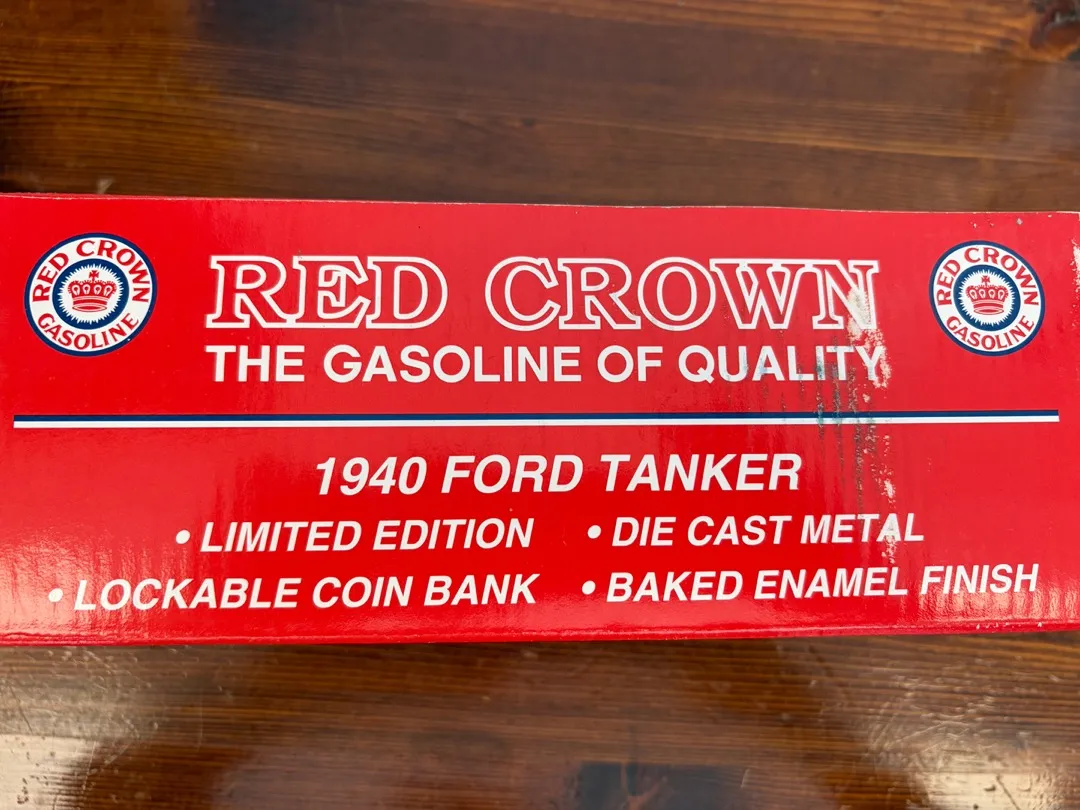 RED CROWN
GASOLINE
RED CROWN
THE GASOLINE OF QUALITY
RED CROWN
GASOLINE
1940 FORD TANKER
• LIMITED EDITION • DIE CAST METAL
• LOCKABLE COIN BANK • BAKED ENAMEL FINISH